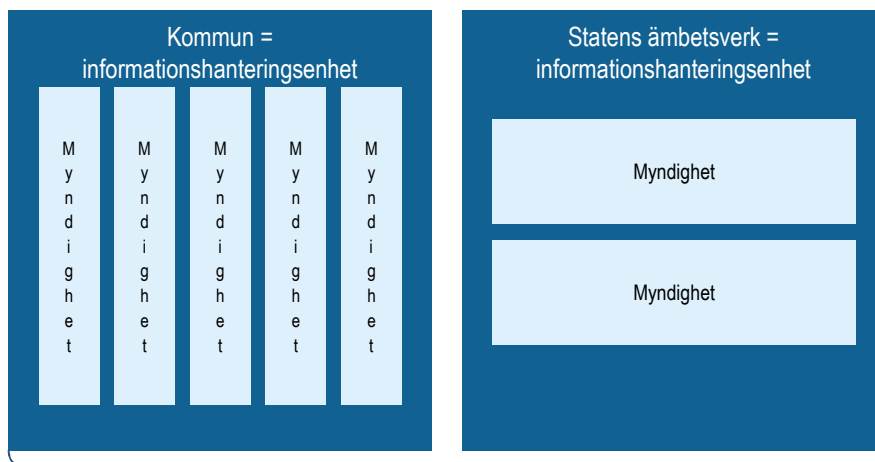 Kommun =
informationshanteringsenhet
Myndighet
Myndighet
Myndighet
Myndighet
Myndighet
Statens ämbetsverk =
informationshanteringsenhet
Myndighet
Myndighet